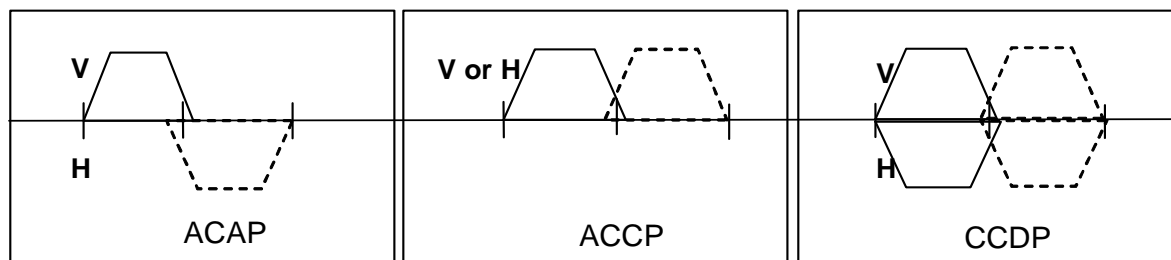 V
H
ACAP
V or H
ACCP
V
H
CCDP